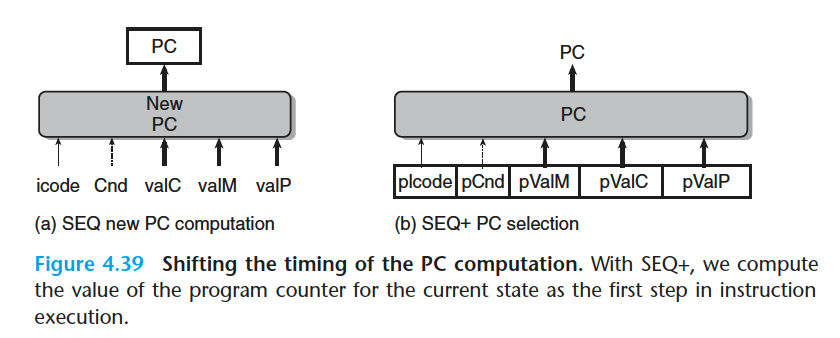 PC
New
PC
icode Cnd valC valM valP
(a) SEQ new PC computation
PC
PC
pIcode pCnd pValM pValC pValP
(b) SEQ+ PC selection
Figure 4.39 Shifting the timing of the PC computation. With SEQ+, we compute
the value of the program counter for the current state as the first step in instruction
execution.